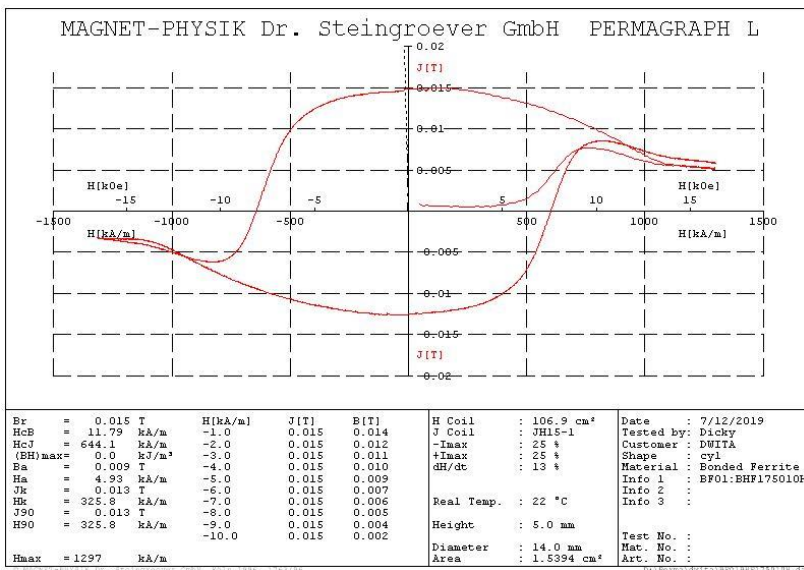 MAGNET-PHYSIK Dr. Steingroever GmbH PERMAGRAPH L
0.02
J[T]
0.015
0.01
0.005
H[kOe] H[kOe]
-15 -10 -5 5 10 15
-1500 -1000 -500 500 1000 1500
H[kA/m] H[kA/m]
-0.005
-0.01
-0.015
J[T]
-0.02
Br = 0.015 T
HcB = 11.79 kA/m
HcJ = 644.1 kA/m
(BH)max= 0.0 kJ/m³
Ba = 0.009 T
Ha = 4.93 kA/m
Jk = 0.013 T
Hk = 325.8 kA/m
J90 = 0.013 T
H90 = 325.8 kA/m
Hmax =1297 kA/m
H[kA/m] J[T] B[T]
-1.0 0.015 0.014
-2.0 0.015 0.012
-3.0 0.015 0.011
-4.0 0.015 0.010
-5.0 0.015 0.009
-6.0 0.015 0.007
-7.0 0.015 0.006
-8.0 0.015 0.005
-9.0 0.015 0.004
-10.0 0.015 0.002
H Coil : 106.9 cm²
J Coil : JH15-1
-Imax : 25 %
+Imax : 25 %
dH/dt : 13 %
Real Temp. : 22 °C
Height : 5.0 mm
Diameter : 14.0 mm
Area : 1.5394 cm²
Date : 7/12/2019
Tested by: Dicky
Customer : DWITA
Shape : cyl
Material : Bonded Ferrite
Info 1 : BF01:BHF175010H
Info 2 :
Info 3 :
Test No. :
Mat. No. :
Art. No. :